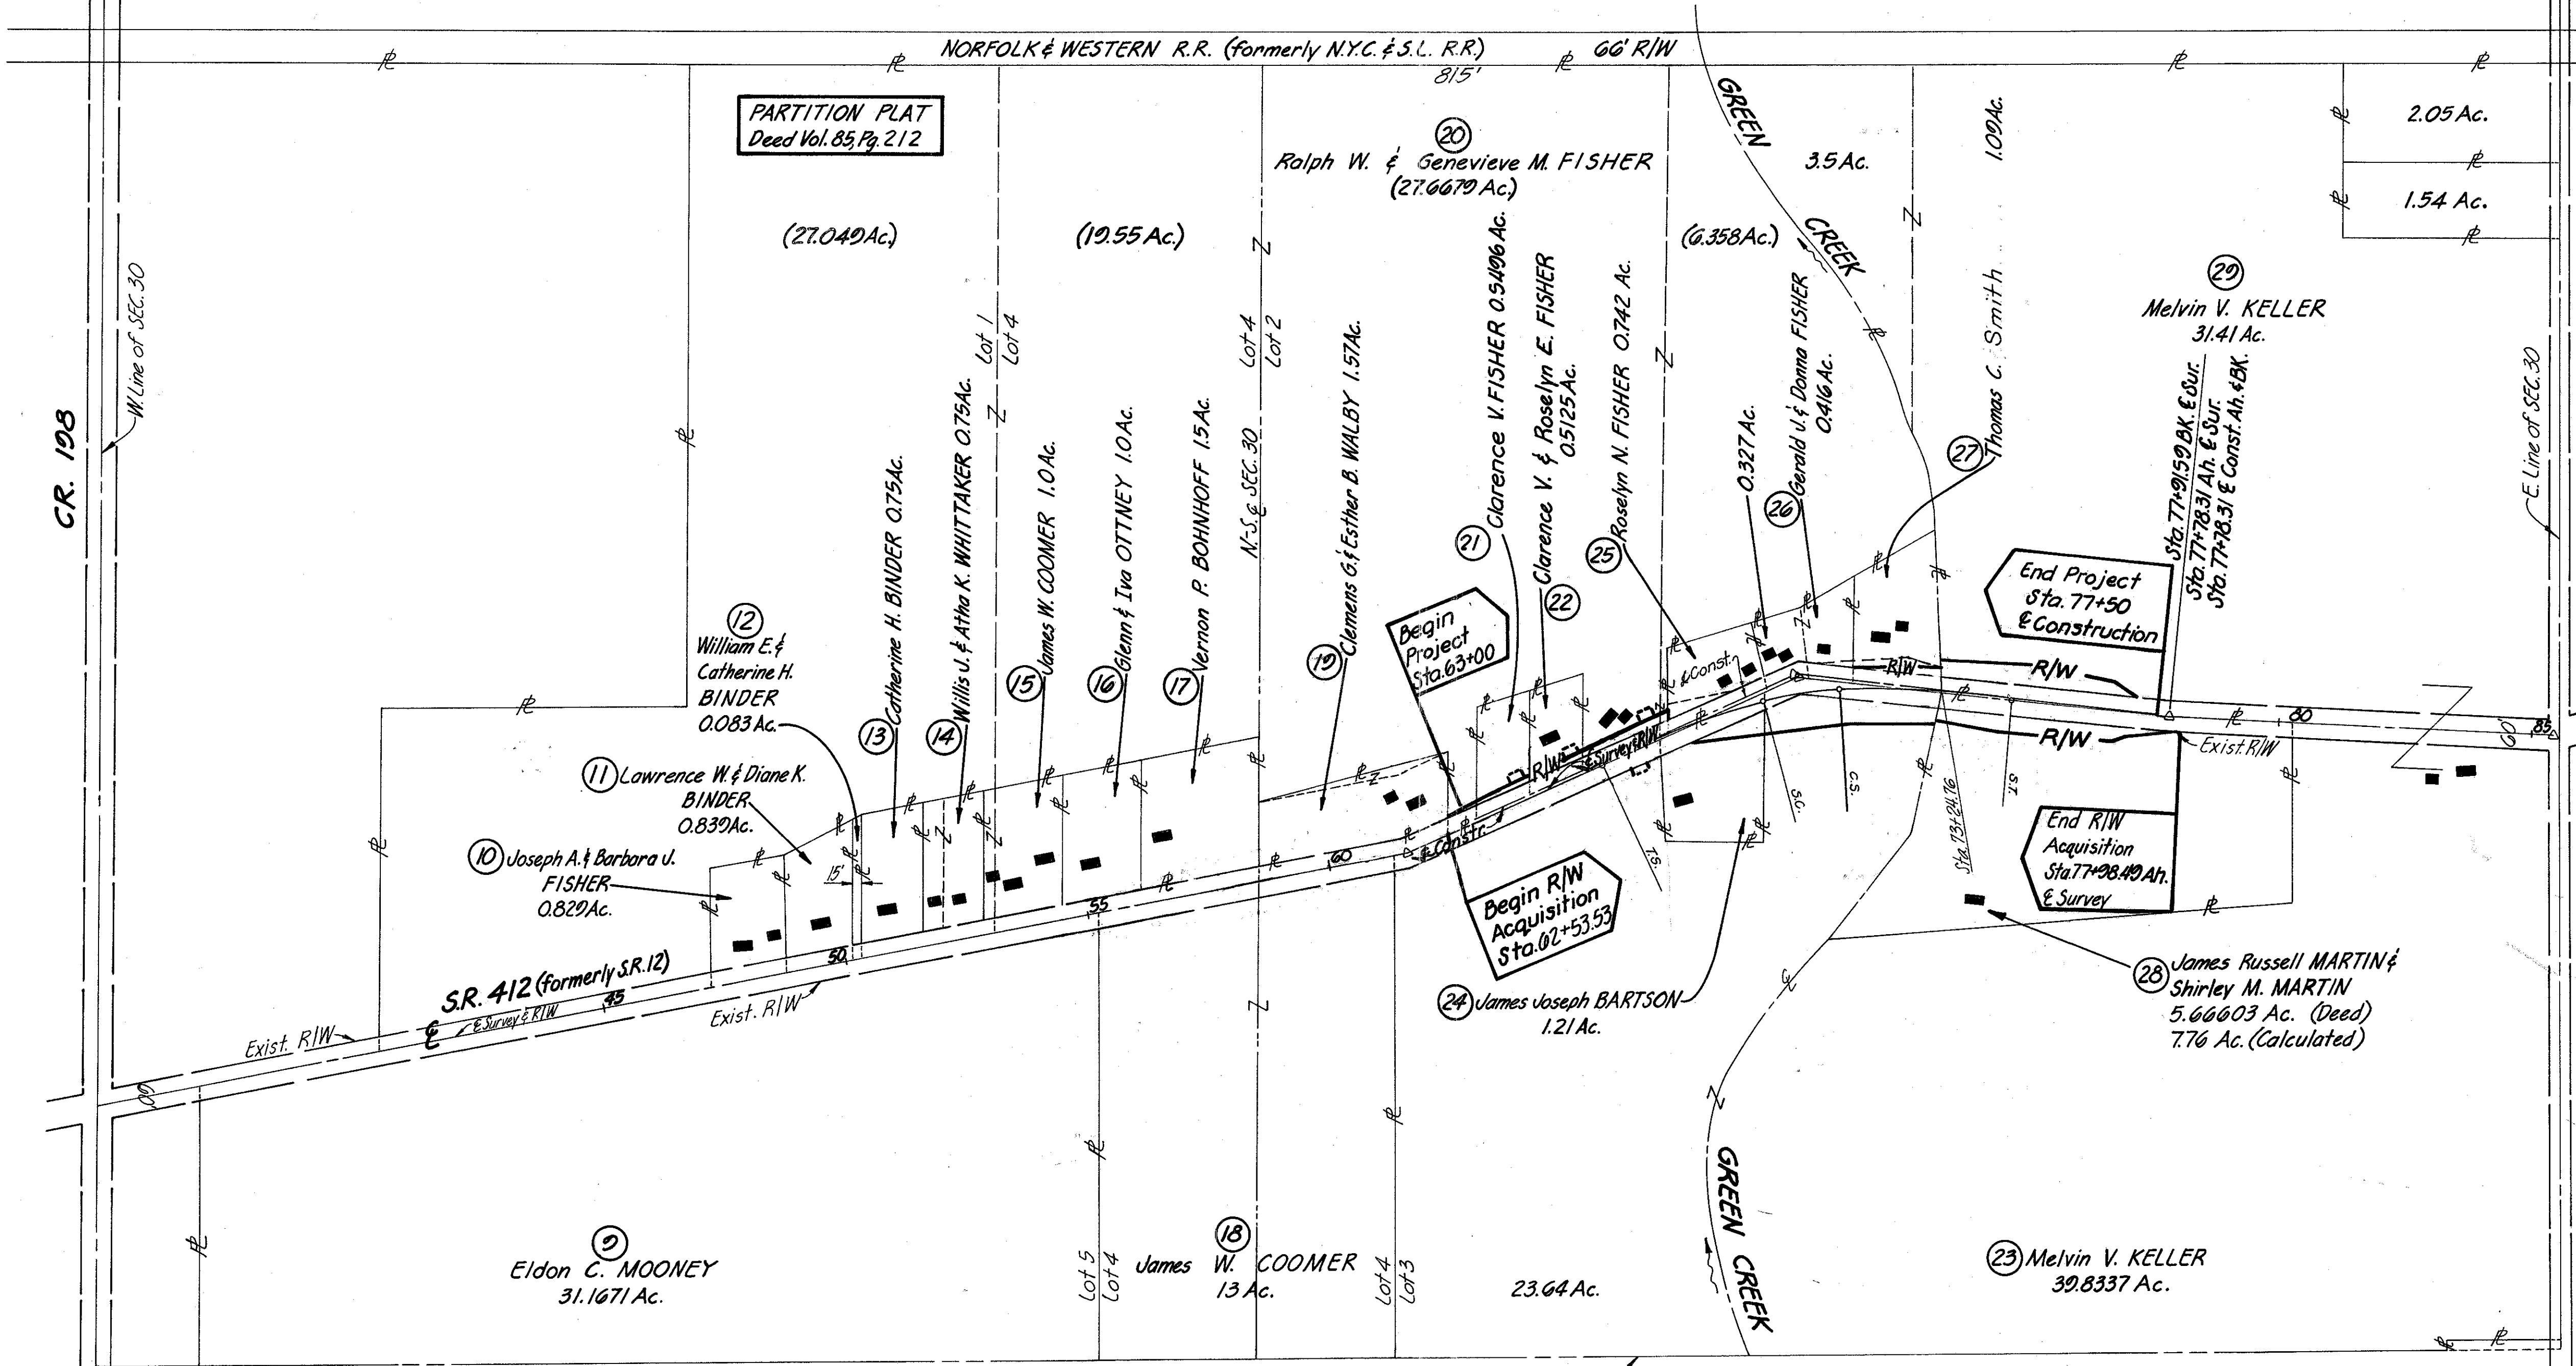 NORFOLK & WESTERN R.R. (formerly N.Y.C. & S.L. R.R.) 66' R/W
815'
PARTITION PLAT
Deed Vol. 85, Pg. 212
20
Ralph W. & Genevieve M. FISHER
(27.6679 Ac.)
GREEN
CREEK
3.5 Ac.
1.09 Ac.
2.05 Ac.
1.54 Ac.
(27.049 Ac.)
(19.55 Ac.)
(6.358 Ac.)
CR. 198
W. Line of SEC. 30
Lot 1
Lot 4
Lot 4
Lot 2
N.-S. ℄ SEC. 30
29
Melvin V. KELLER
31.41 Ac.
Sta. 77+91.59 BK. ℄ Sur.
Sta. 77+78.31 Ah. ℄ Sur.
Sta. 77+78.31 ℄ Const. Ah. & BK.
E. Line of SEC. 30
12
William E. &
Catherine H.
BINDER
0.083 Ac.
13 Catherine H. BINDER 0.75 Ac.
14 Willis J. & Atha K. WHITTAKER 0.75 Ac.
15 James W. COOMER 1.0 Ac.
16 Glenn & Iva OTTNEY 1.0 Ac.
17 Vernon P. BOHNHOFF 1.5 Ac.
19 Clemens G. & Esther B. WALBY 1.57 Ac.
21 Clarence V. FISHER 0.5496 Ac.
22 Clarence V. & Roselyn E. FISHER
0.5125 Ac.
25 Roselyn N. FISHER 0.742 Ac.
0.327 Ac.
26 Gerald J. & Donna FISHER
0.416 Ac.
27 Thomas C. Smith
Begin
Project
Sta. 63+00
End Project
Sta. 77+50
℄ Construction
11 Lawrence W. & Diane K.
BINDER
0.839 Ac.
10 Joseph A. & Barbara J.
FISHER
0.829 Ac.
15'
℄ Const.
R/W
R/W
R/W
R/W
℄ Survey & R/W
℄ Constr.
Exist. R/W
80
85
00
60
55
50
45
S.R. 412 (formerly S.R. 12)
℄ Survey & R/W
℄
Exist. R/W
Exist. R/W
00
T.S.
S.C.
C.S.
S.T.
Sta. 73+24.76
Begin R/W
Acquisition
Sta. 62+53.53
End R/W
Acquisition
Sta. 77+98.49 Ah.
℄ Survey
24 James Joseph BARTSON
1.21 Ac.
28 James Russell MARTIN &
Shirley M. MARTIN
5.66603 Ac. (Deed)
7.76 Ac. (Calculated)
9
Eldon C. MOONEY
31.1671 Ac.
Lot 5
Lot 4
18
James W. COOMER
13 Ac.
Lot 4
Lot 3
23.64 Ac.
GREEN CREEK
23 Melvin V. KELLER
39.8337 Ac.